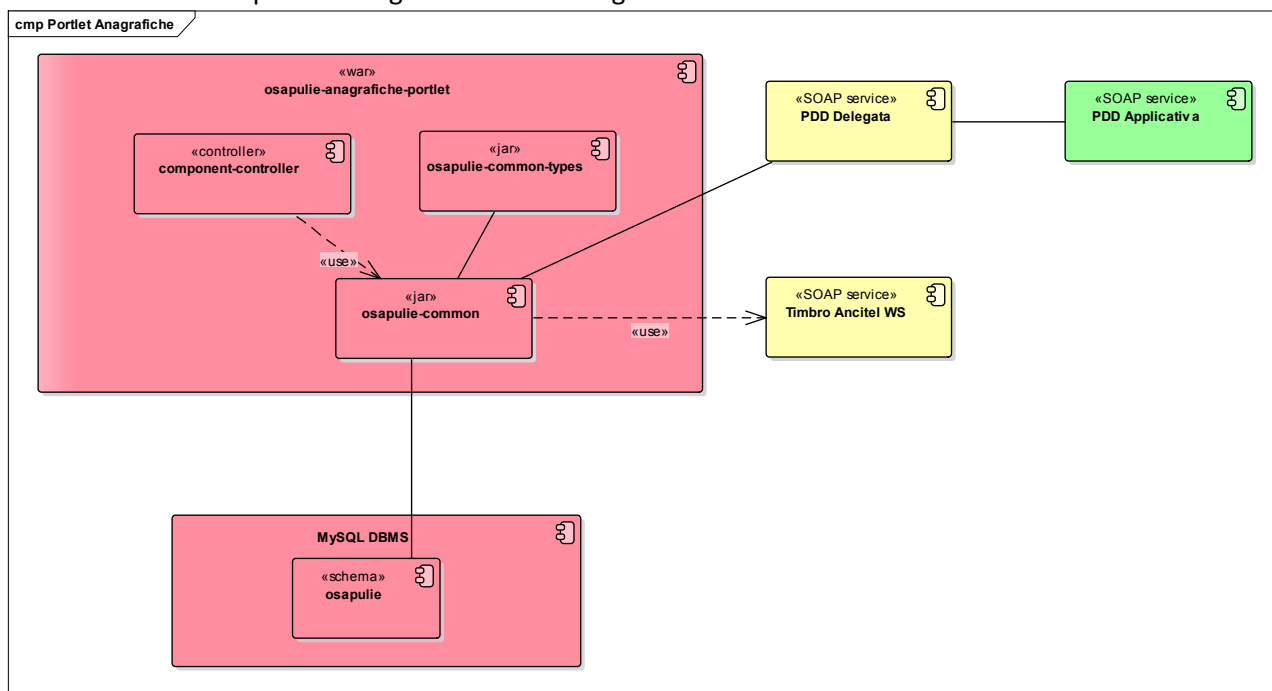 cmp Portlet Anagrafiche
«war»
osapulie-anagrafiche-portlet
«controller»
component-controller
«jar»
osapulie-common-types
«use»
«jar»
osapulie-common
«SOAP service»
PDD Delegata
«SOAP service»
PDD Applicativa
«use»
«SOAP service»
Timbro Ancitel WS
MySQL DBMS
«schema»
osapulie